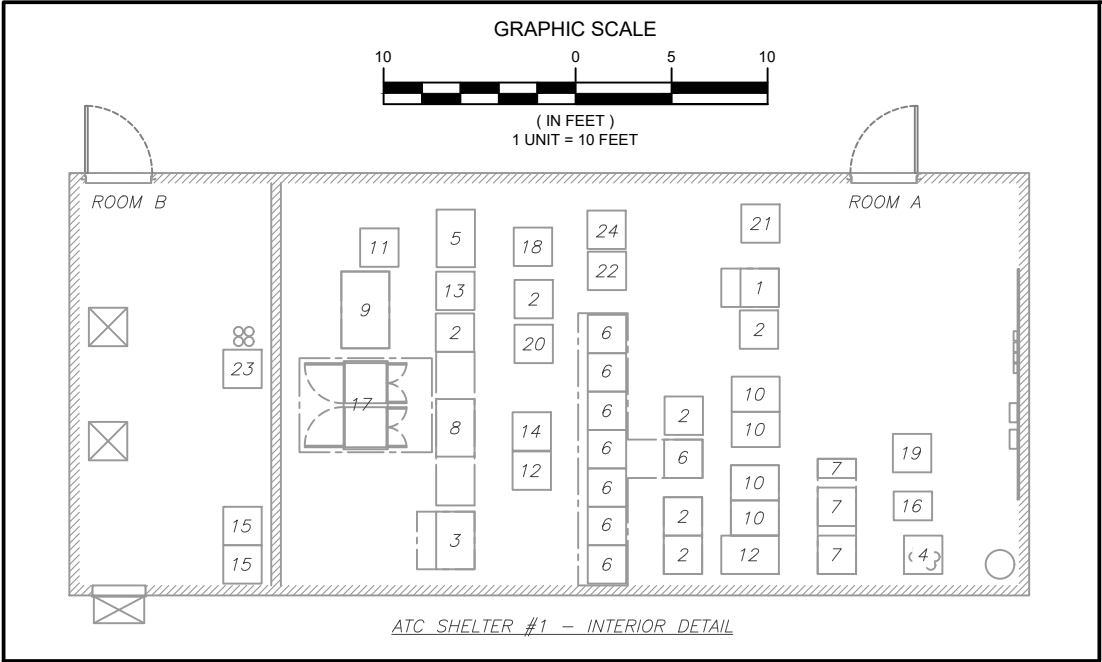 GRAPHIC SCALE
10 0 5 10
( IN FEET )
1 UNIT = 10 FEET
ROOM B ROOM A
21
5 24
11 18
22
13 1
2
9 2 2 6
20
23 6
10
17 6
2
8 14 10
6 6 19
12
7
10
6
2 7 16
15 10
6
3
15 6 2 12 7 4
ATC SHELTER #1 – INTERIOR DETAIL